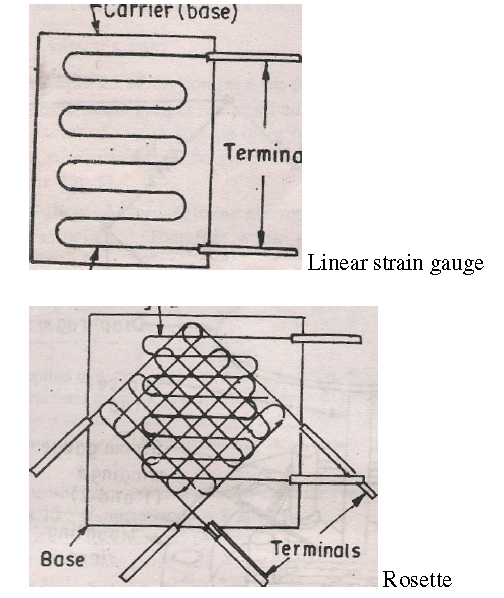 Carrier (base)
Termina
Linear strain gauge
Base
Terminals
Rosette